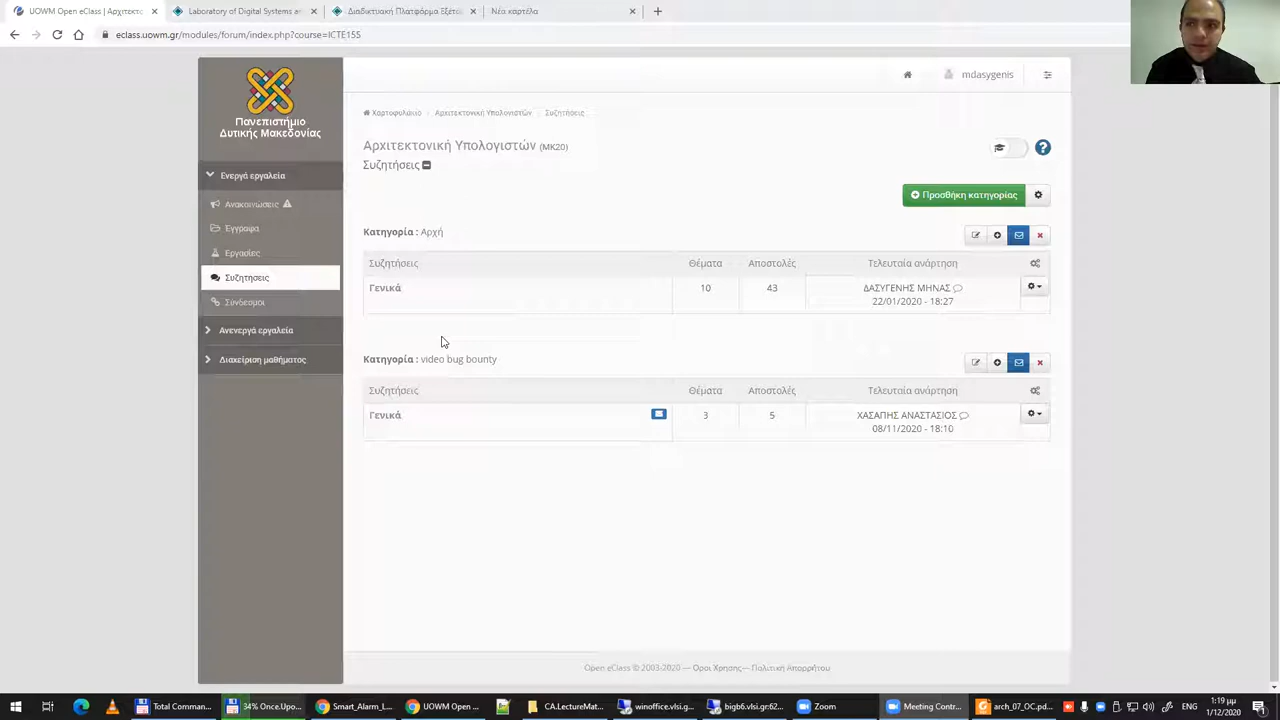 UOWM Open eClass | Αρχιτεκτο
Laboratory of Digital Systems a
Διαδικτυακή Πλατφόρμα Εξέτα
Νέα καρτέλα
eclass.uowm.gr/modules/forum/index.php?course=ICTE155
Πανεπιστήμιο
Δυτικής Μακεδονίας
mdasygenis
Χαρτοφυλάκιο / Αρχιτεκτονική Υπολογιστών / Συζητήσεις
Αρχιτεκτονική Υπολογιστών (MK20)
Συζητήσεις
Ενεργά εργαλεία
Ανακοινώσεις
Έγγραφα
Εργασίες
Συζητήσεις
Σύνδεσμοι
Ανενεργά εργαλεία
Διαχείριση μαθήματος
Προσθήκη κατηγορίας
Κατηγορία : Αρχή
Συζητήσεις Θέματα Αποστολές Τελευταία ανάρτηση
Γενικά 10 43 ΔΑΣΥΓΕΝΗΣ ΜΗΝΑΣ
22/01/2020 - 18:27
Κατηγορία : video bug bounty
Συζητήσεις Θέματα Αποστολές Τελευταία ανάρτηση
Γενικά 3 5 ΧΑΣΑΠΗΣ ΑΝΑΣΤΑΣΙΟΣ
08/11/2020 - 18:10
Open eClass © 2003-2020 — Όροι Χρήσης — Πολιτική Απορρήτου
Total Comman...
34% Once.Upo...
Smart_Alarm_L...
UOWM Open ...
CA.LectureMat...
winoffice.vlsi.g...
bigb6.vlsi.gr:62...
Zoom
Meeting Contr...
arch_07_OC.pd...
ENG
1:19 μμ
1/12/2020